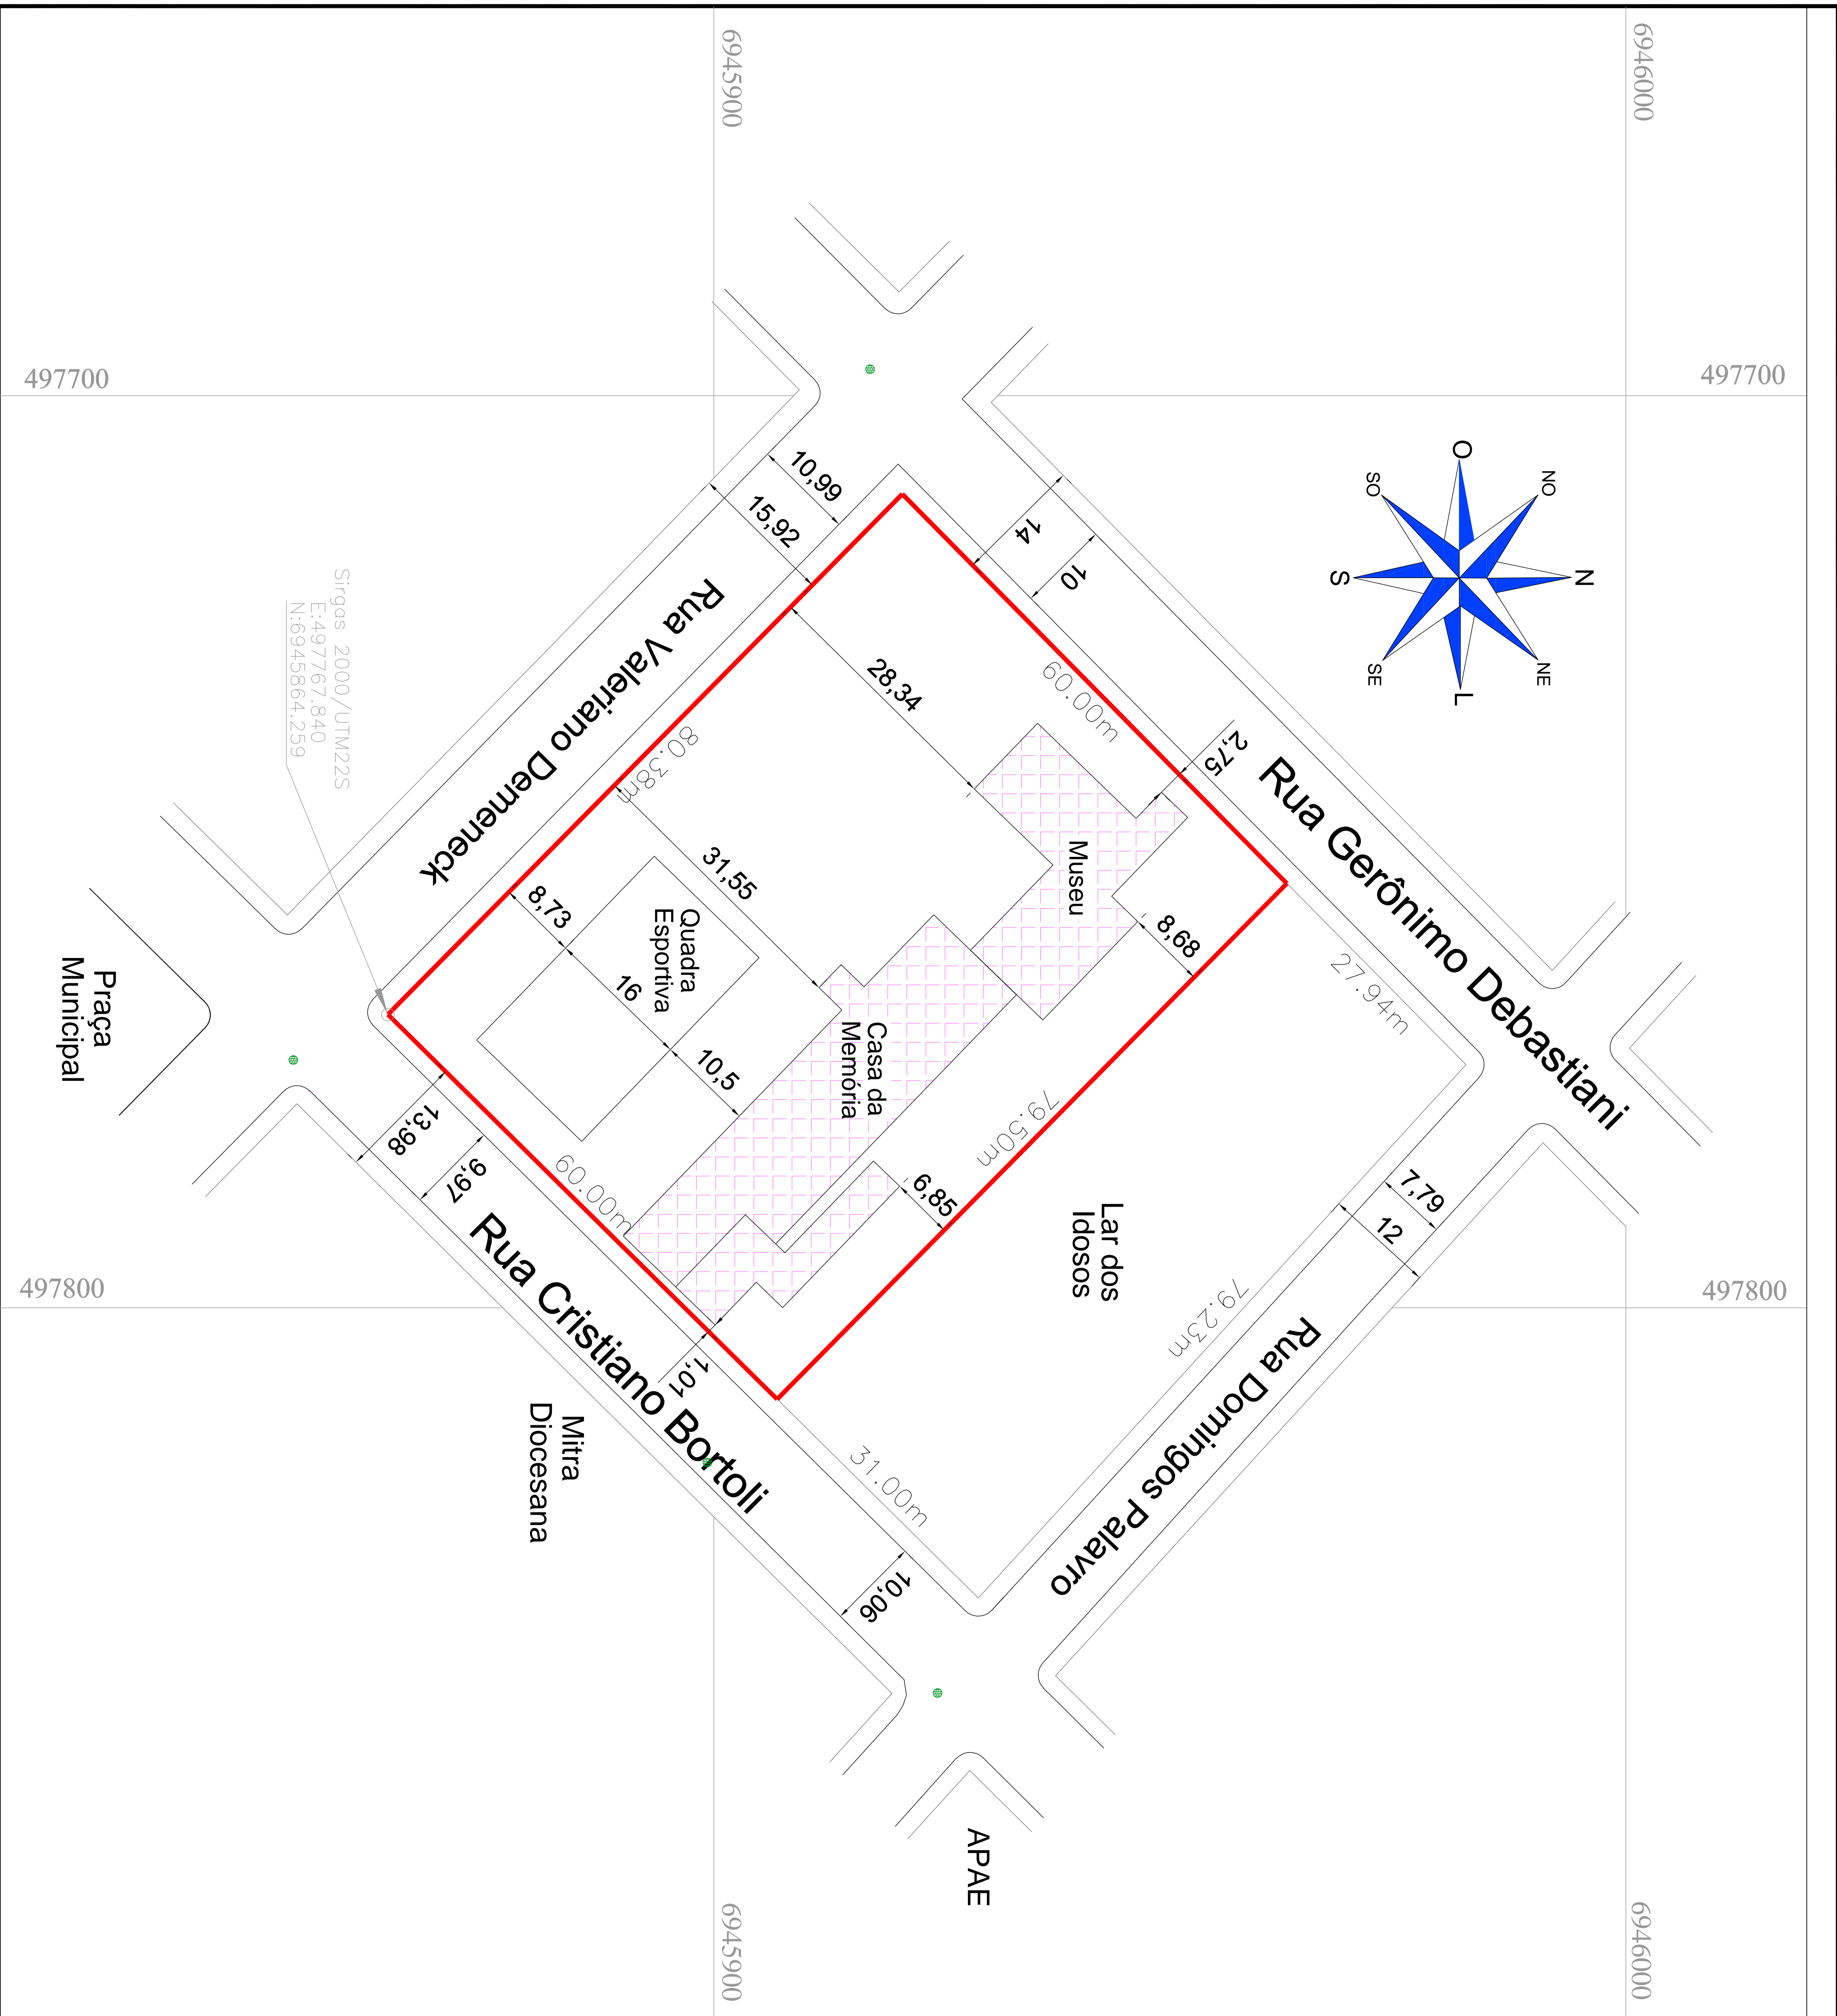 6945900
6946000
497700
497700
O
NO
SO
N
S
NE
SE
L
10,99
15,92
14
10
Rua Valeriano Demeneck
Rua Gerônimo Debastiani
Sirgas 2000/UTM22S
E:497767.840
N:6945864.259
28,34
60.00m
2,75
80.38m
31,55
Museu
8,68
8,73
Quadra
Esportiva
16
10,5
Casa da
Memória
27.94m
79.50m
Praça
Municipal
13,98
9,97
60.00m
6,85
Lar dos
Idosos
7,79
12
79.23m
497800
497800
Rua Cristiano Bortoli
1,01
Rua Domingos Palavro
Mitra
Diocesana
31.00m
10,06
APAE
6945900
6946000